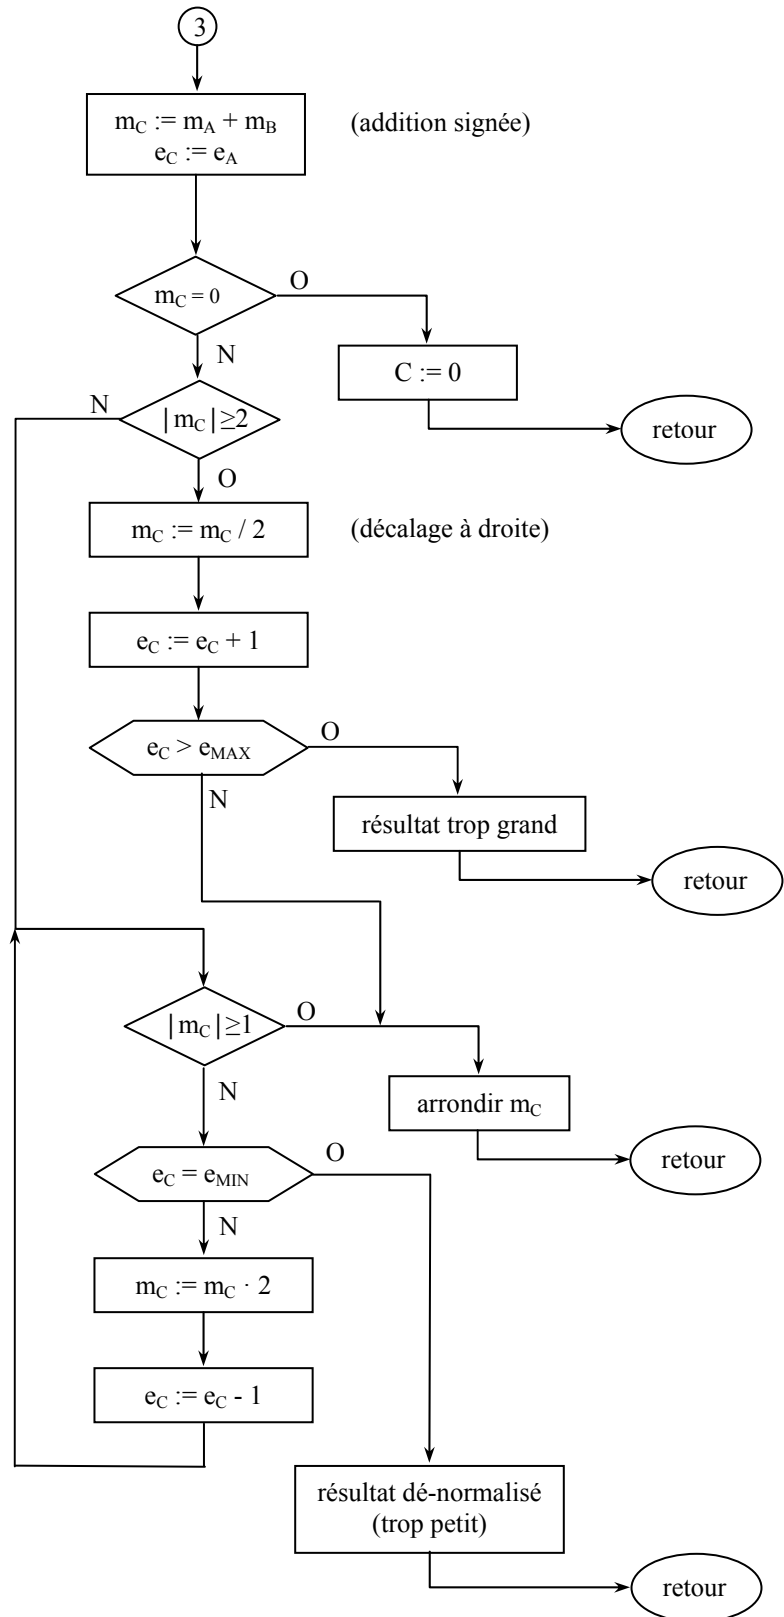 3
m_C := m_A + m_B
e_C := e_A
(addition signée)
m_C = 0
O
N
C := 0
retour
|m_C| ≥2
N
O
m_C := m_C / 2
(décalage à droite)
e_C := e_C + 1
e_C > e_MAX
O
N
résultat trop grand
retour
|m_C| ≥1
O
N
arrondir m_C
retour
e_C = e_MIN
O
N
m_C := m_C · 2
e_C := e_C - 1
résultat dé-normalisé
(trop petit)
retour